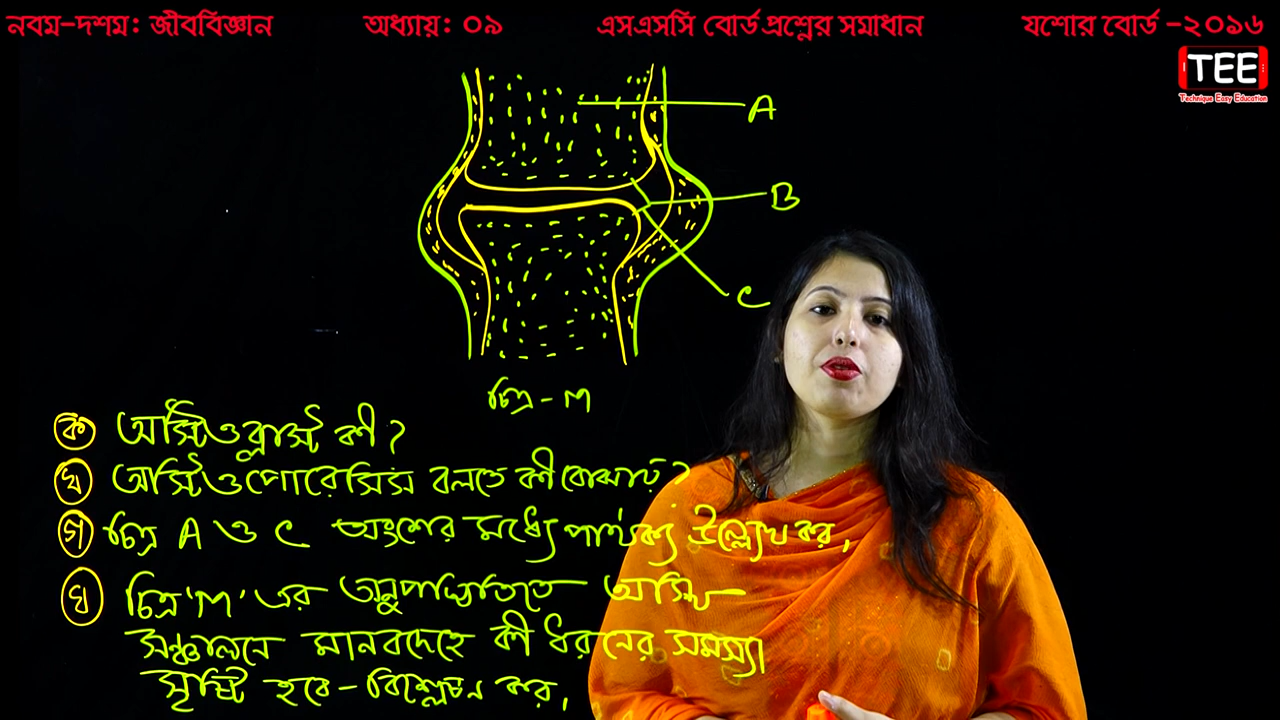 নবম-দশম: জীববিজ্ঞান অধ্যায়: ০৯ এসএসসি বোর্ড প্রশ্নের সমাধান যশোর বোর্ড -২০১৬
TEE
Technique Easy Education
A
B
C
চিত্র - M
ক অস্টিওব্লাস্ট কী?
খ অস্টিওপোরেসিস বলতে কী বোঝায়?
গ চিত্র A ও C অংশের মধ্যে পার্থক্য উল্লেখ কর,
ঘ চিত্র 'M' এর অনুপস্থিতিতে অস্থি
সঞ্চালনে মানবদেহে কী ধরনের সমস্যা
সৃষ্টি হবে - বিশ্লেষন কর,